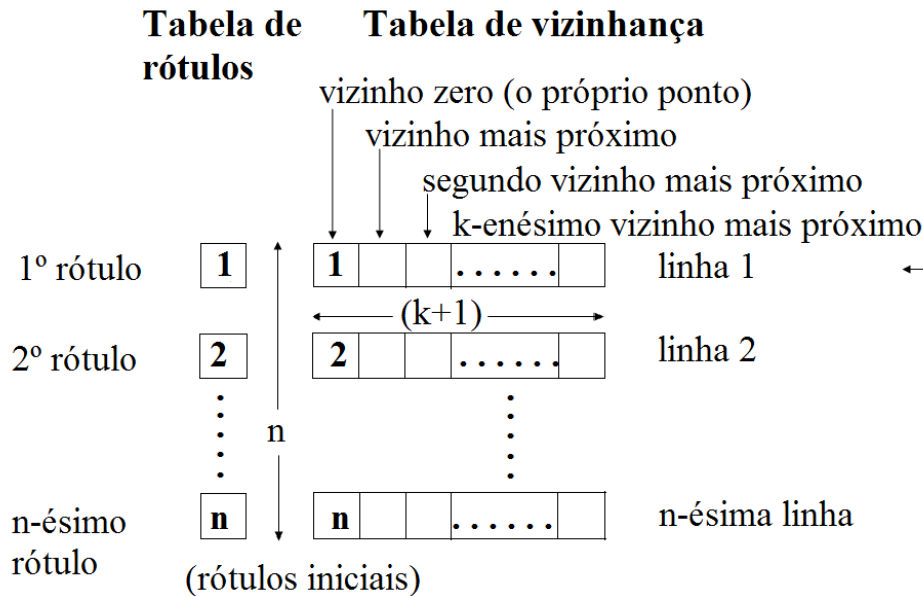 Tabela de rótulos
Tabela de vizinhança
vizinho zero (o próprio ponto)
vizinho mais próximo
segundo vizinho mais próximo
k-enésimo vizinho mais próximo
1º rótulo 1 1 ...... linha 1
(k+1)
2º rótulo 2 2 ...... linha 2
n
n-ésimo rótulo n n ...... n-ésima linha
(rótulos iniciais)